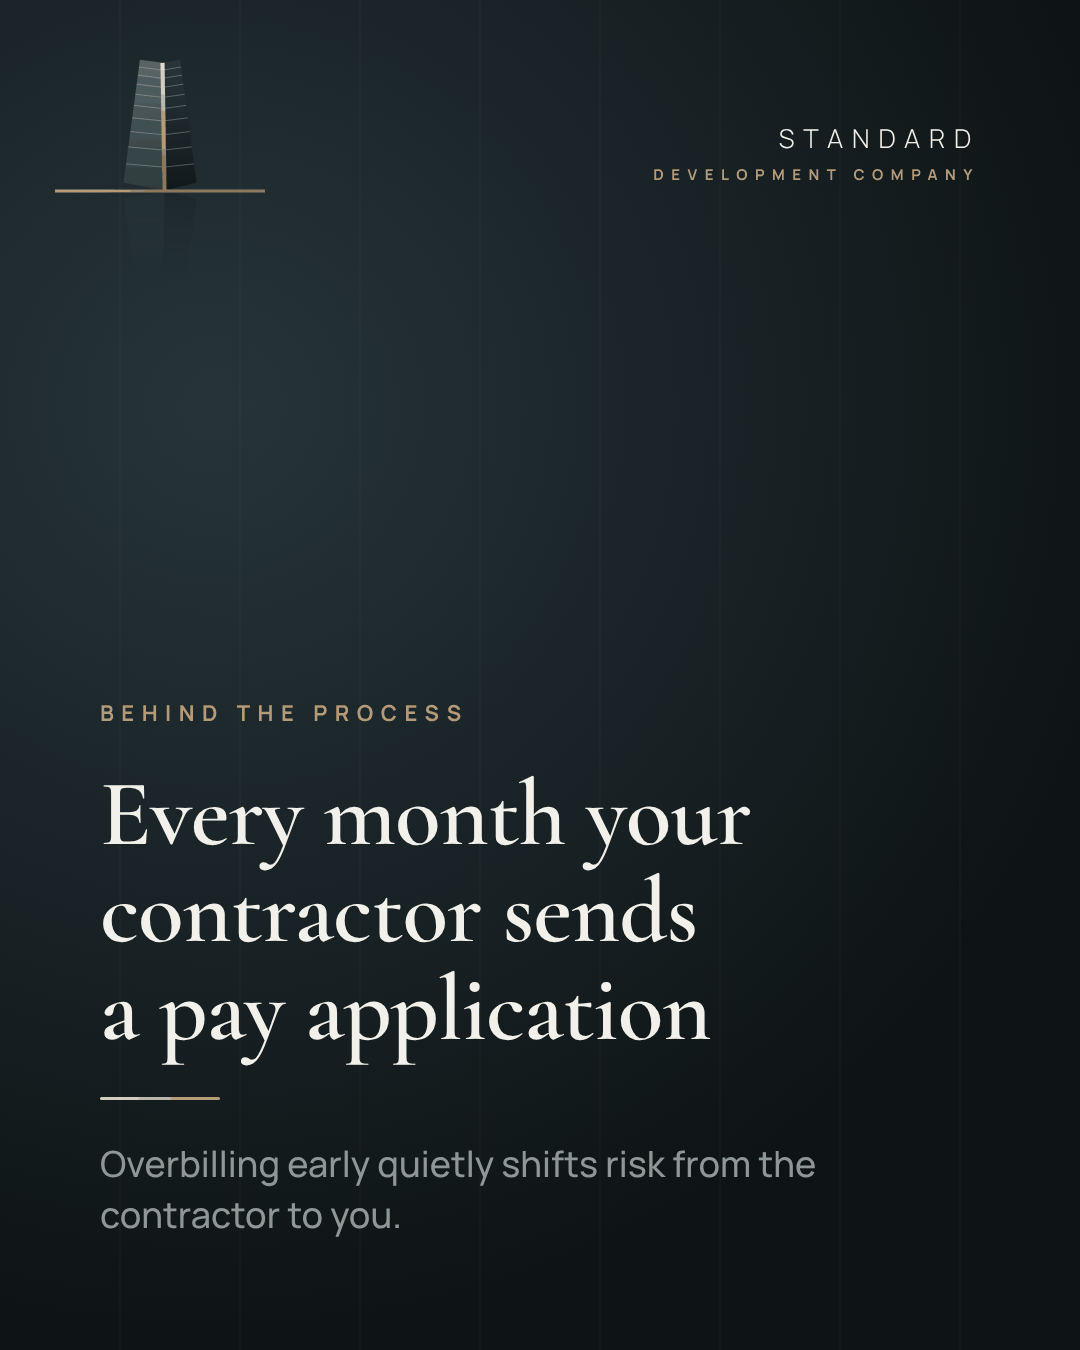 STANDARD
DEVELOPMENT COMPANY
BEHIND THE PROCESS
Every month your
contractor sends
a pay application
Overbilling early quietly shifts risk from the
contractor to you.